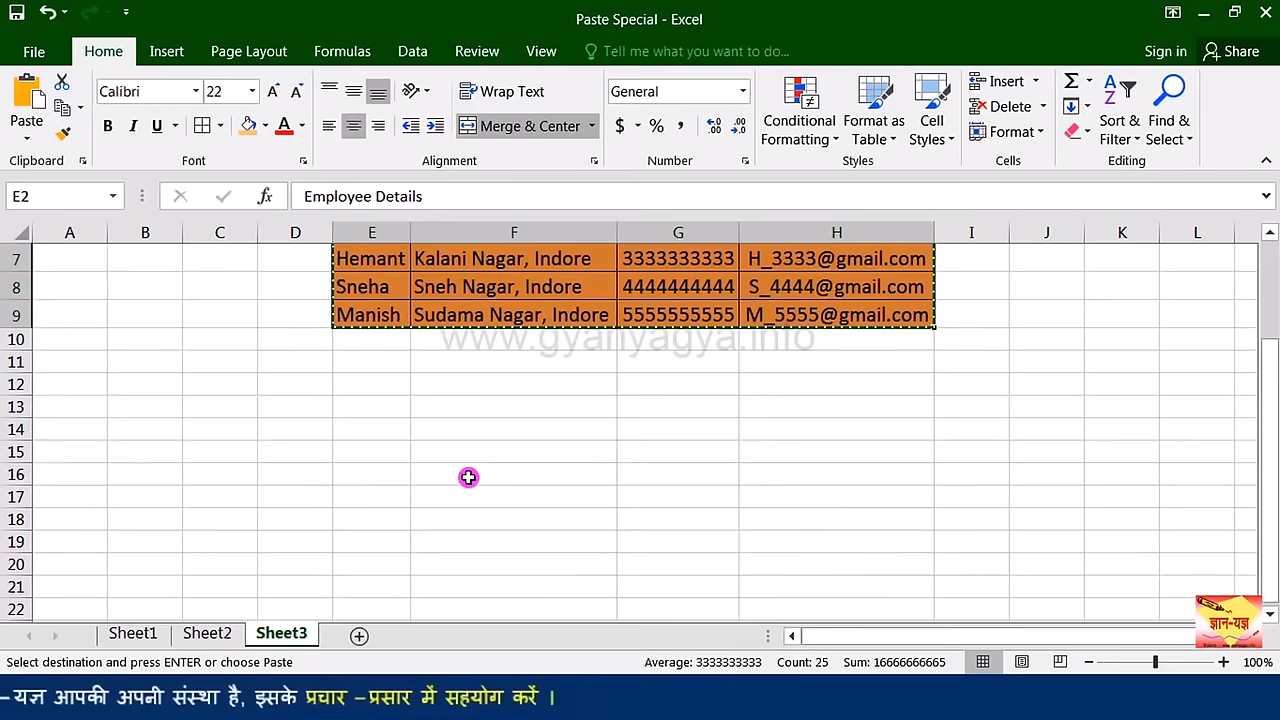 Paste Special - Excel
File Home Insert Page Layout Formulas Data Review View Tell me what you want to do... Sign in Share
Paste Calibri 22 Wrap Text General Conditional Formatting Format as Table Cell Styles Insert Sort & Filter Find & Select
B I U Merge & Center $ % , Delete
Format
Clipboard Font Alignment Number Styles Cells Editing
E2 fx Employee Details
A B C D E F G H I J K L
7 Hemant Kalani Nagar, Indore 3333333333 H_3333@gmail.com
8 Sneha Sneh Nagar, Indore 4444444444 S_4444@gmail.com
9 Manish Sudama Nagar, Indore 5555555555 M_5555@gmail.com
www.gyanyagya.info
10
11
12
13
14
15
16
17
18
19
20
21
22
ज्ञान-यज्ञ
Sheet1 Sheet2 Sheet3
Select destination and press ENTER or choose Paste Average: 3333333333 Count: 25 Sum: 16666666665 100%
–यज्ञ आपकी अपनी संस्था है, इसके प्रचार –प्रसार में सहयोग करें ।